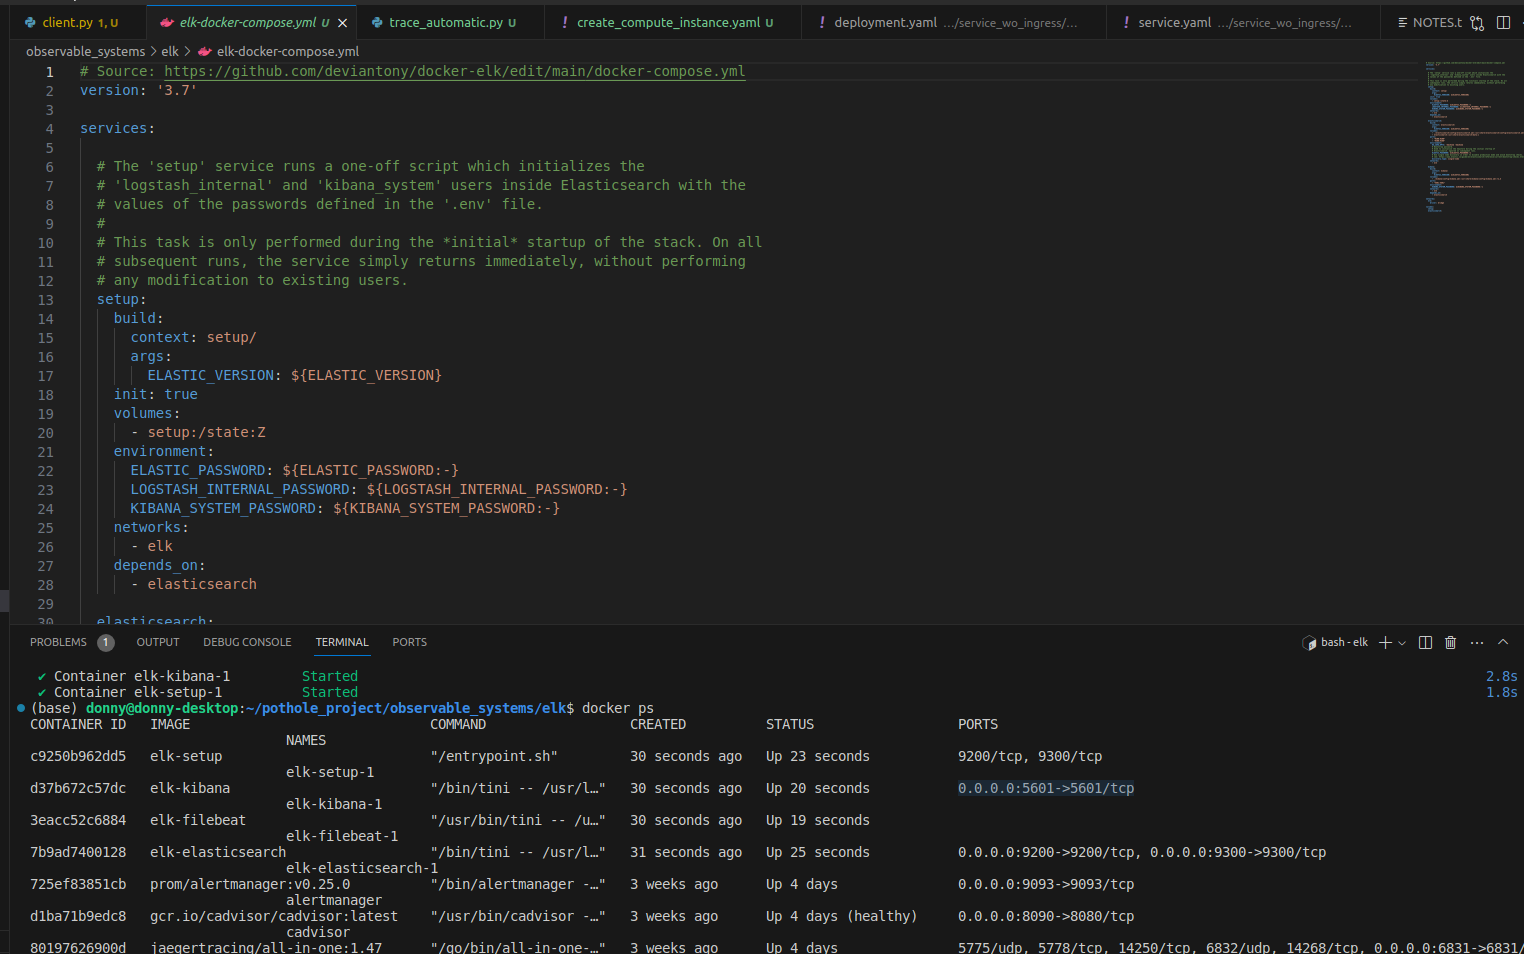 client.py 1, U
elk-docker-compose.yml U
trace_automatic.py U
create_compute_instance.yaml U
deployment.yaml .../service_wo_ingress/...
service.yaml .../service_wo_ingress/...
NOTES.t
observable_systems > elk > elk-docker-compose.yml
1 # Source: https://github.com/deviantony/docker-elk/edit/main/docker-compose.yml
2 version: '3.7'
3
4 services:
5
6 # The 'setup' service runs a one-off script which initializes the
7 # 'logstash_internal' and 'kibana_system' users inside Elasticsearch with the
8 # values of the passwords defined in the '.env' file.
9 #
10 # This task is only performed during the *initial* startup of the stack. On all
11 # subsequent runs, the service simply returns immediately, without performing
12 # any modification to existing users.
13 setup:
14 build:
15 context: setup/
16 args:
17 ELASTIC_VERSION: ${ELASTIC_VERSION}
18 init: true
19 volumes:
20 - setup:/state:Z
21 environment:
22 ELASTIC_PASSWORD: ${ELASTIC_PASSWORD:-}
23 LOGSTASH_INTERNAL_PASSWORD: ${LOGSTASH_INTERNAL_PASSWORD:-}
24 KIBANA_SYSTEM_PASSWORD: ${KIBANA_SYSTEM_PASSWORD:-}
25 networks:
26 - elk
27 depends_on:
28 - elasticsearch
29
30 elasticsearch:
PROBLEMS 1 OUTPUT DEBUG CONSOLE TERMINAL PORTS bash - elk
✔ Container elk-kibana-1 Started 2.8s
✔ Container elk-setup-1 Started 1.8s
(base) donny@donny-desktop:~/pothole_project/observable_systems/elk$ docker ps
CONTAINER ID IMAGE COMMAND CREATED STATUS PORTS
NAMES
c9250b962dd5 elk-setup "/entrypoint.sh" 30 seconds ago Up 23 seconds 9200/tcp, 9300/tcp
elk-setup-1
d37b672c57dc elk-kibana "/bin/tini -- /usr/l…" 30 seconds ago Up 20 seconds 0.0.0.0:5601->5601/tcp
elk-kibana-1
3eacc52c6884 elk-filebeat "/usr/bin/tini -- /u…" 30 seconds ago Up 19 seconds
elk-filebeat-1
7b9ad7400128 elk-elasticsearch "/bin/tini -- /usr/l…" 31 seconds ago Up 25 seconds 0.0.0.0:9200->9200/tcp, 0.0.0.0:9300->9300/tcp
elk-elasticsearch-1
725ef83851cb prom/alertmanager:v0.25.0 "/bin/alertmanager -…" 3 weeks ago Up 4 days 0.0.0.0:9093->9093/tcp
alertmanager
d1ba71b9edc8 gcr.io/cadvisor/cadvisor:latest "/usr/bin/cadvisor -…" 3 weeks ago Up 4 days (healthy) 0.0.0.0:8090->8080/tcp
cadvisor
80197626900d jaegertracing/all-in-one:1.47 "/go/bin/all-in-one-…" 3 weeks ago Up 4 days 5775/udp, 5778/tcp, 14250/tcp, 6832/udp, 14268/tcp, 0.0.0.0:6831->6831/